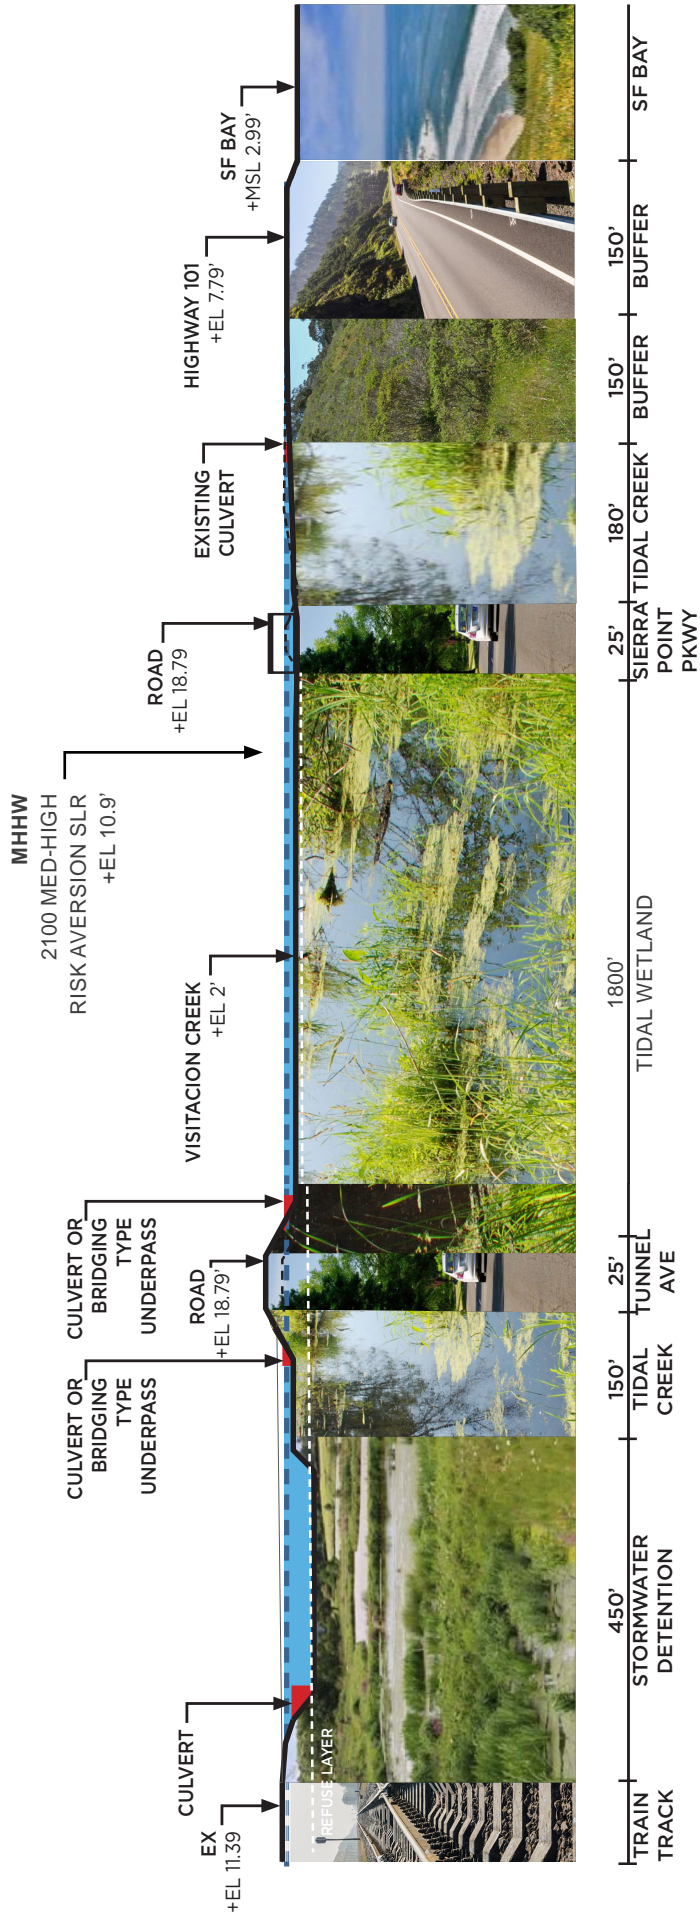 MHHW
2100 MED-HIGH
RISK AVERSION SLR
+EL 10.9'
EX
+EL 11.39
CULVERT
CULVERT OR
BRIDGING
TYPE
UNDERPASS
ROAD
+EL 18.79'
CULVERT OR
BRIDGING
TYPE
UNDERPASS
VISITACION CREEK
+EL 2'
ROAD
+EL 18.79
EXISTING
CULVERT
HIGHWAY 101
+EL 7.79'
SF BAY
+MSL 2.99'
REFUSE LAYER
TRAIN
TRACK
450'
STORMWATER
DETENTION
150'
TIDAL
CREEK
25'
TUNNEL
AVE
1800'
TIDAL WETLAND
25'
SIERRA
POINT
PKWY
180'
TIDAL CREEK
150'
BUFFER
150'
BUFFER
SF BAY